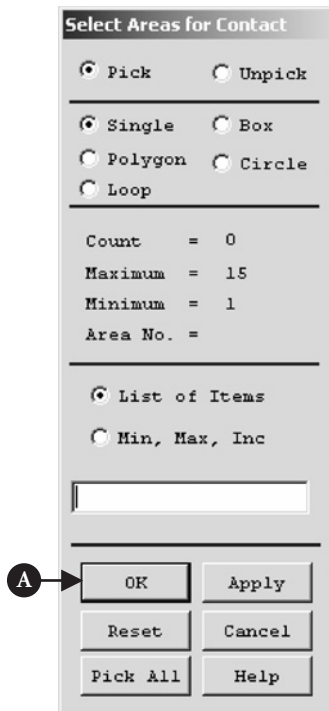 Select Areas for Contact
Pick Unpick
Single Box
Polygon Circle
Loop
Count = 0
Maximum = 15
Minimum = 1
Area No. =
List of Items
Min, Max, Inc
A OK Apply
Reset Cancel
Pick All Help